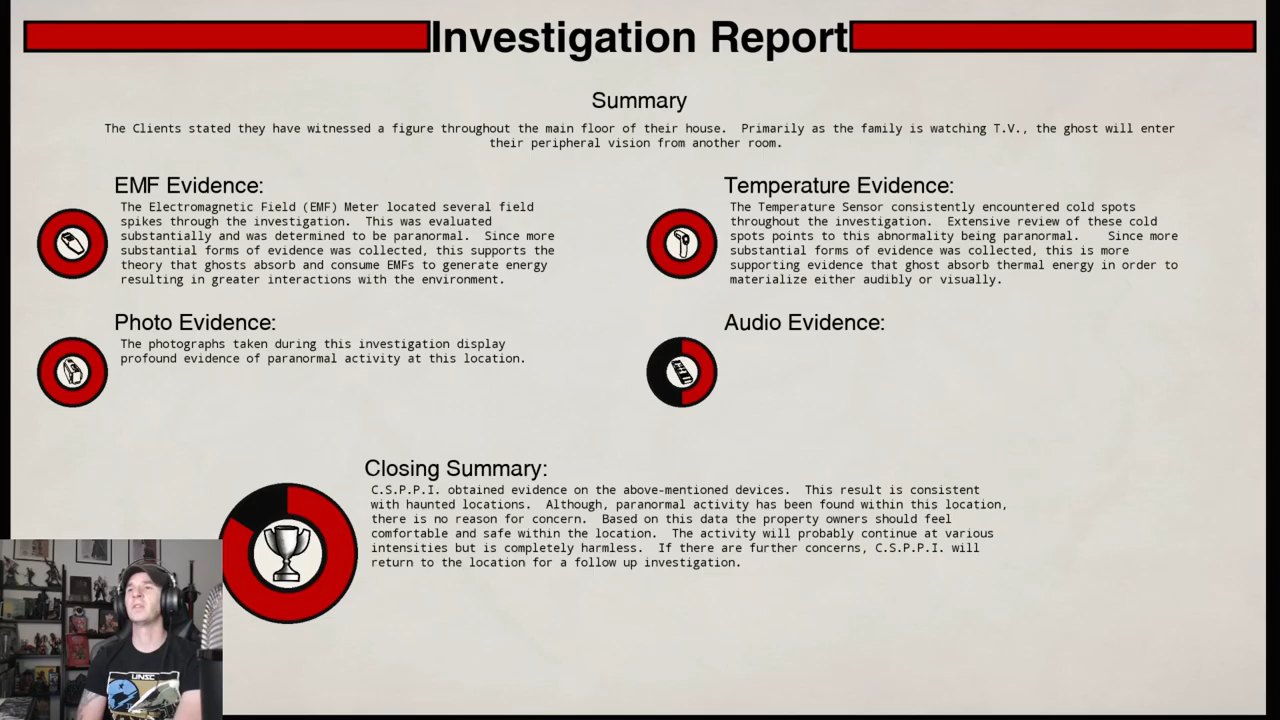 Investigation Report
Summary
The Clients stated they have witnessed a figure throughout the main floor of their house.  Primarily as the family is watching T.V., the ghost will enter
their peripheral vision from another room.
EMF Evidence:
The Electromagnetic Field (EMF) Meter located several field
spikes through the investigation.  This was evaluated
substantially and was determined to be paranormal.  Since more
substantial forms of evidence was collected, this supports the
theory that ghosts absorb and consume EMFs to generate energy
resulting in greater interactions with the environment.
Temperature Evidence:
The Temperature Sensor consistently encountered cold spots
throughout the investigation.  Extensive review of these cold
spots points to this abnormality being paranormal.    Since more
substantial forms of evidence was collected, this is more
supporting evidence that ghost absorb thermal energy in order to
materialize either audibly or visually.
Photo Evidence:
The photographs taken during this investigation display
profound evidence of paranormal activity at this location.
Audio Evidence:
Closing Summary:
C.S.P.P.I. obtained evidence on the above-mentioned devices.  This result is consistent
with haunted locations.  Although, paranormal activity has been found within this location,
there is no reason for concern.  Based on this data the property owners should feel
comfortable and safe within the location.  The activity will probably continue at various
intensities but is completely harmless.  If there are further concerns, C.S.P.P.I. will
return to the location for a follow up investigation.
UNSC